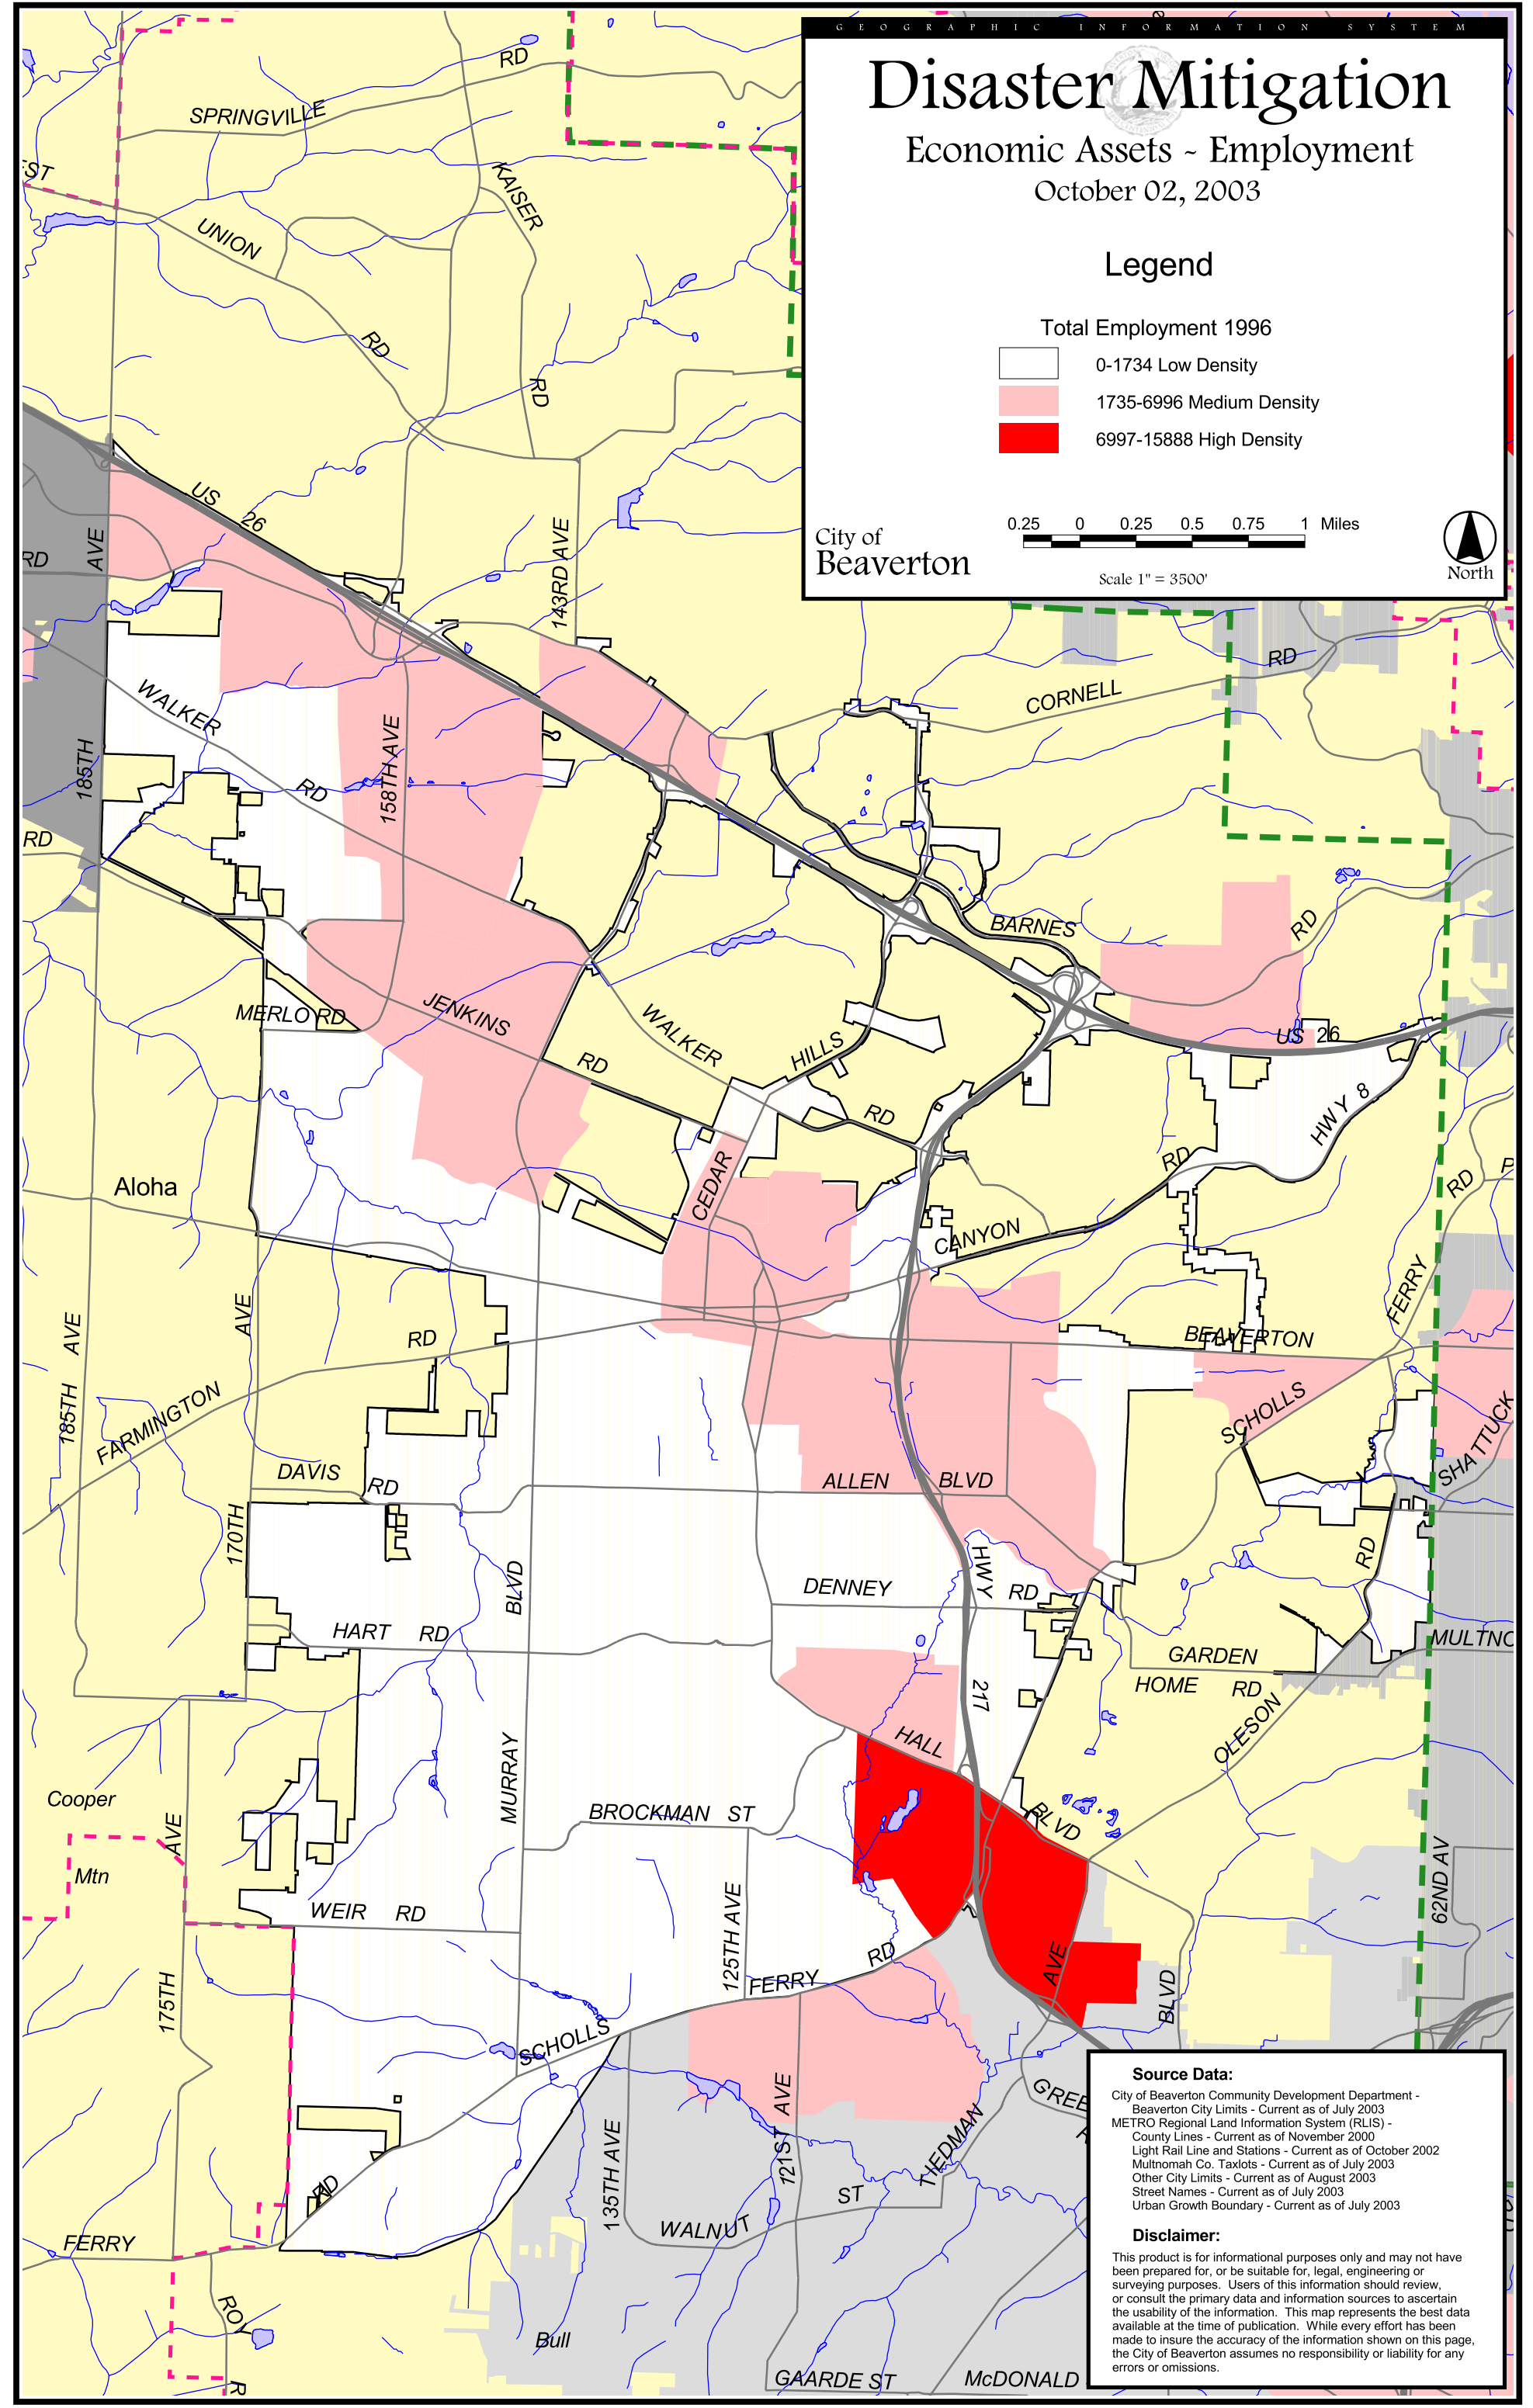 GEOGRAPHIC INFORMATION SYSTEM
Disaster Mitigation
Economic Assets - Employment
October 02, 2003
Legend
Total Employment 1996
0-1734 Low Density
1735-6996 Medium Density
6997-15888 High Density
0.25 0 0.25 0.5 0.75 1 Miles
City of
Beaverton
Scale 1" = 3500'
North
RD
SPRINGVILLE
KAISER
UNION
RD
RD
US 26
AVE
RD
143RD AVE
RD
CORNELL
WALKER
158TH AVE
185TH
RD
RD
BARNES
RD
MERLO RD
JENKINS
WALKER
HILLS
US 26
RD
RD
HWY 8
RD
RD
Aloha
CEDAR
CANYON
FERRY
AVE
AVE
RD
BEAVERTON
185TH
FARMINGTON
SCHOLLS
SHATTUCK
DAVIS
RD
ALLEN
BLVD
170TH
BLVD
HWY
RD
DENNEY
RD
HART RD
GARDEN
MULTNO
HOME RD
217
OLESON
HALL
MURRAY
Cooper
BROCKMAN ST
BLVD
AVE
Mtn
62ND AV
WEIR RD
125TH AVE
RD
AVE
FERRY
BLVD
175TH
SCHOLLS
GREE
AVE
135TH AVE
121ST
TIEDMAN
RD
ST
WALNUT
FERRY
ROY
R
Bull
GAARDE ST
McDONALD
Source Data:
City of Beaverton Community Development Department -
Beaverton City Limits - Current as of July 2003
METRO Regional Land Information System (RLIS) -
County Lines - Current as of November 2000
Light Rail Line and Stations - Current as of October 2002
Multnomah Co. Taxlots - Current as of July 2003
Other City Limits - Current as of August 2003
Street Names - Current as of July 2003
Urban Growth Boundary - Current as of July 2003
Disclaimer:
This product is for informational purposes only and may not have
been prepared for, or be suitable for, legal, engineering or
surveying purposes. Users of this information should review,
or consult the primary data and information sources to ascertain
the usability of the information. This map represents the best data
available at the time of publication. While every effort has been
made to insure the accuracy of the information shown on this page,
the City of Beaverton assumes no responsibility or liability for any
errors or omissions.